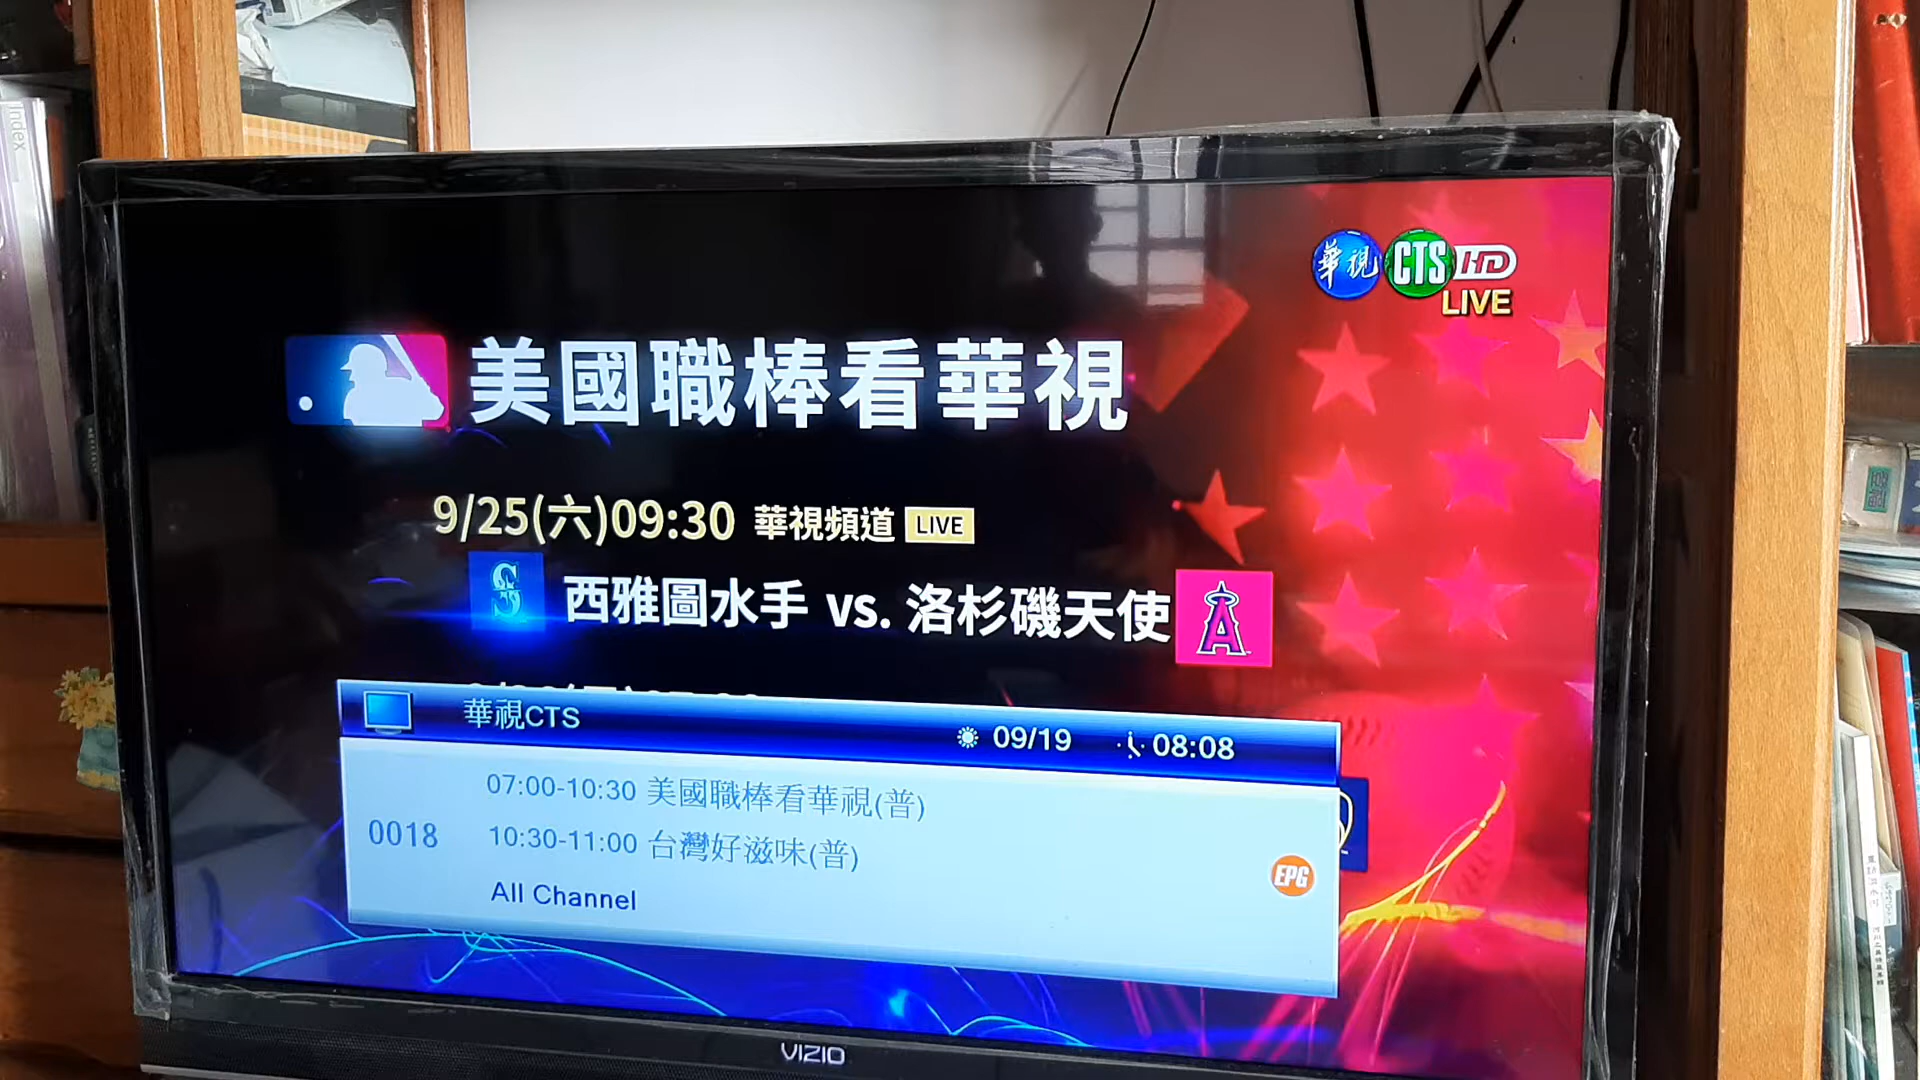 index
華視 CTS HD
LIVE
美國職棒看華視
9/25(六)09:30 華視頻道 LIVE
S 西雅圖水手 vs. 洛杉磯天使 A
華視CTS 09/19 08:08
07:00-10:30 美國職棒看華視(普)
0018 10:30-11:00 台灣好滋味(普)
EPG
All Channel
VIZIO